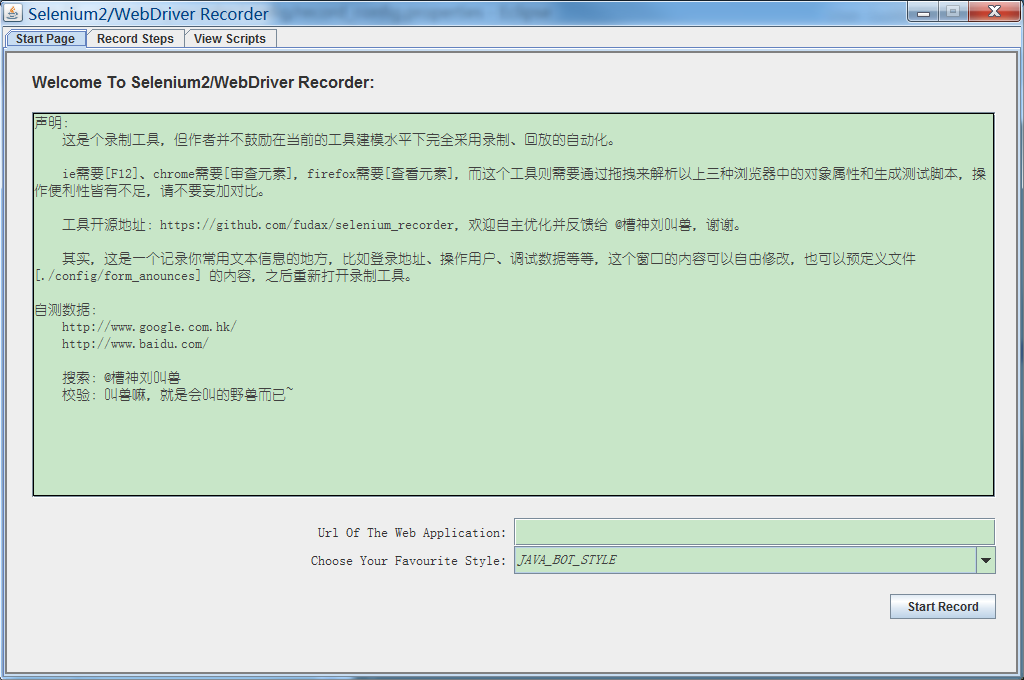 Selenium2/WebDriver Recorder
Start Page Record Steps View Scripts
Welcome To Selenium2/WebDriver Recorder:
声明:
这是个录制工具，但作者并不鼓励在当前的工具建模水平下完全采用录制、回放的自动化。
ie需要[F12]、chrome需要[审查元素]，firefox需要[查看元素]，而这个工具则需要通过拖拽来解析以上三种浏览器中的对象属性和生成测试脚本，操
作便利性皆有不足，请不要妄加对比。
工具开源地址: https://github.com/fudax/selenium_recorder，欢迎自主优化并反馈给 @槽神刘叫兽，谢谢。
其实，这是一个记录你常用文本信息的地方，比如登录地址、操作用户、调试数据等等，这个窗口的内容可以自由修改，也可以预定义文件
[./config/form_anounces] 的内容，之后重新打开录制工具。
自测数据:
http://www.google.com.hk/
http://www.baidu.com/
搜索: @槽神刘叫兽
校验: 叫兽嘛，就是会叫的野兽而已~
Url Of The Web Application:
Choose Your Favourite Style: JAVA_BOT_STYLE
Start Record